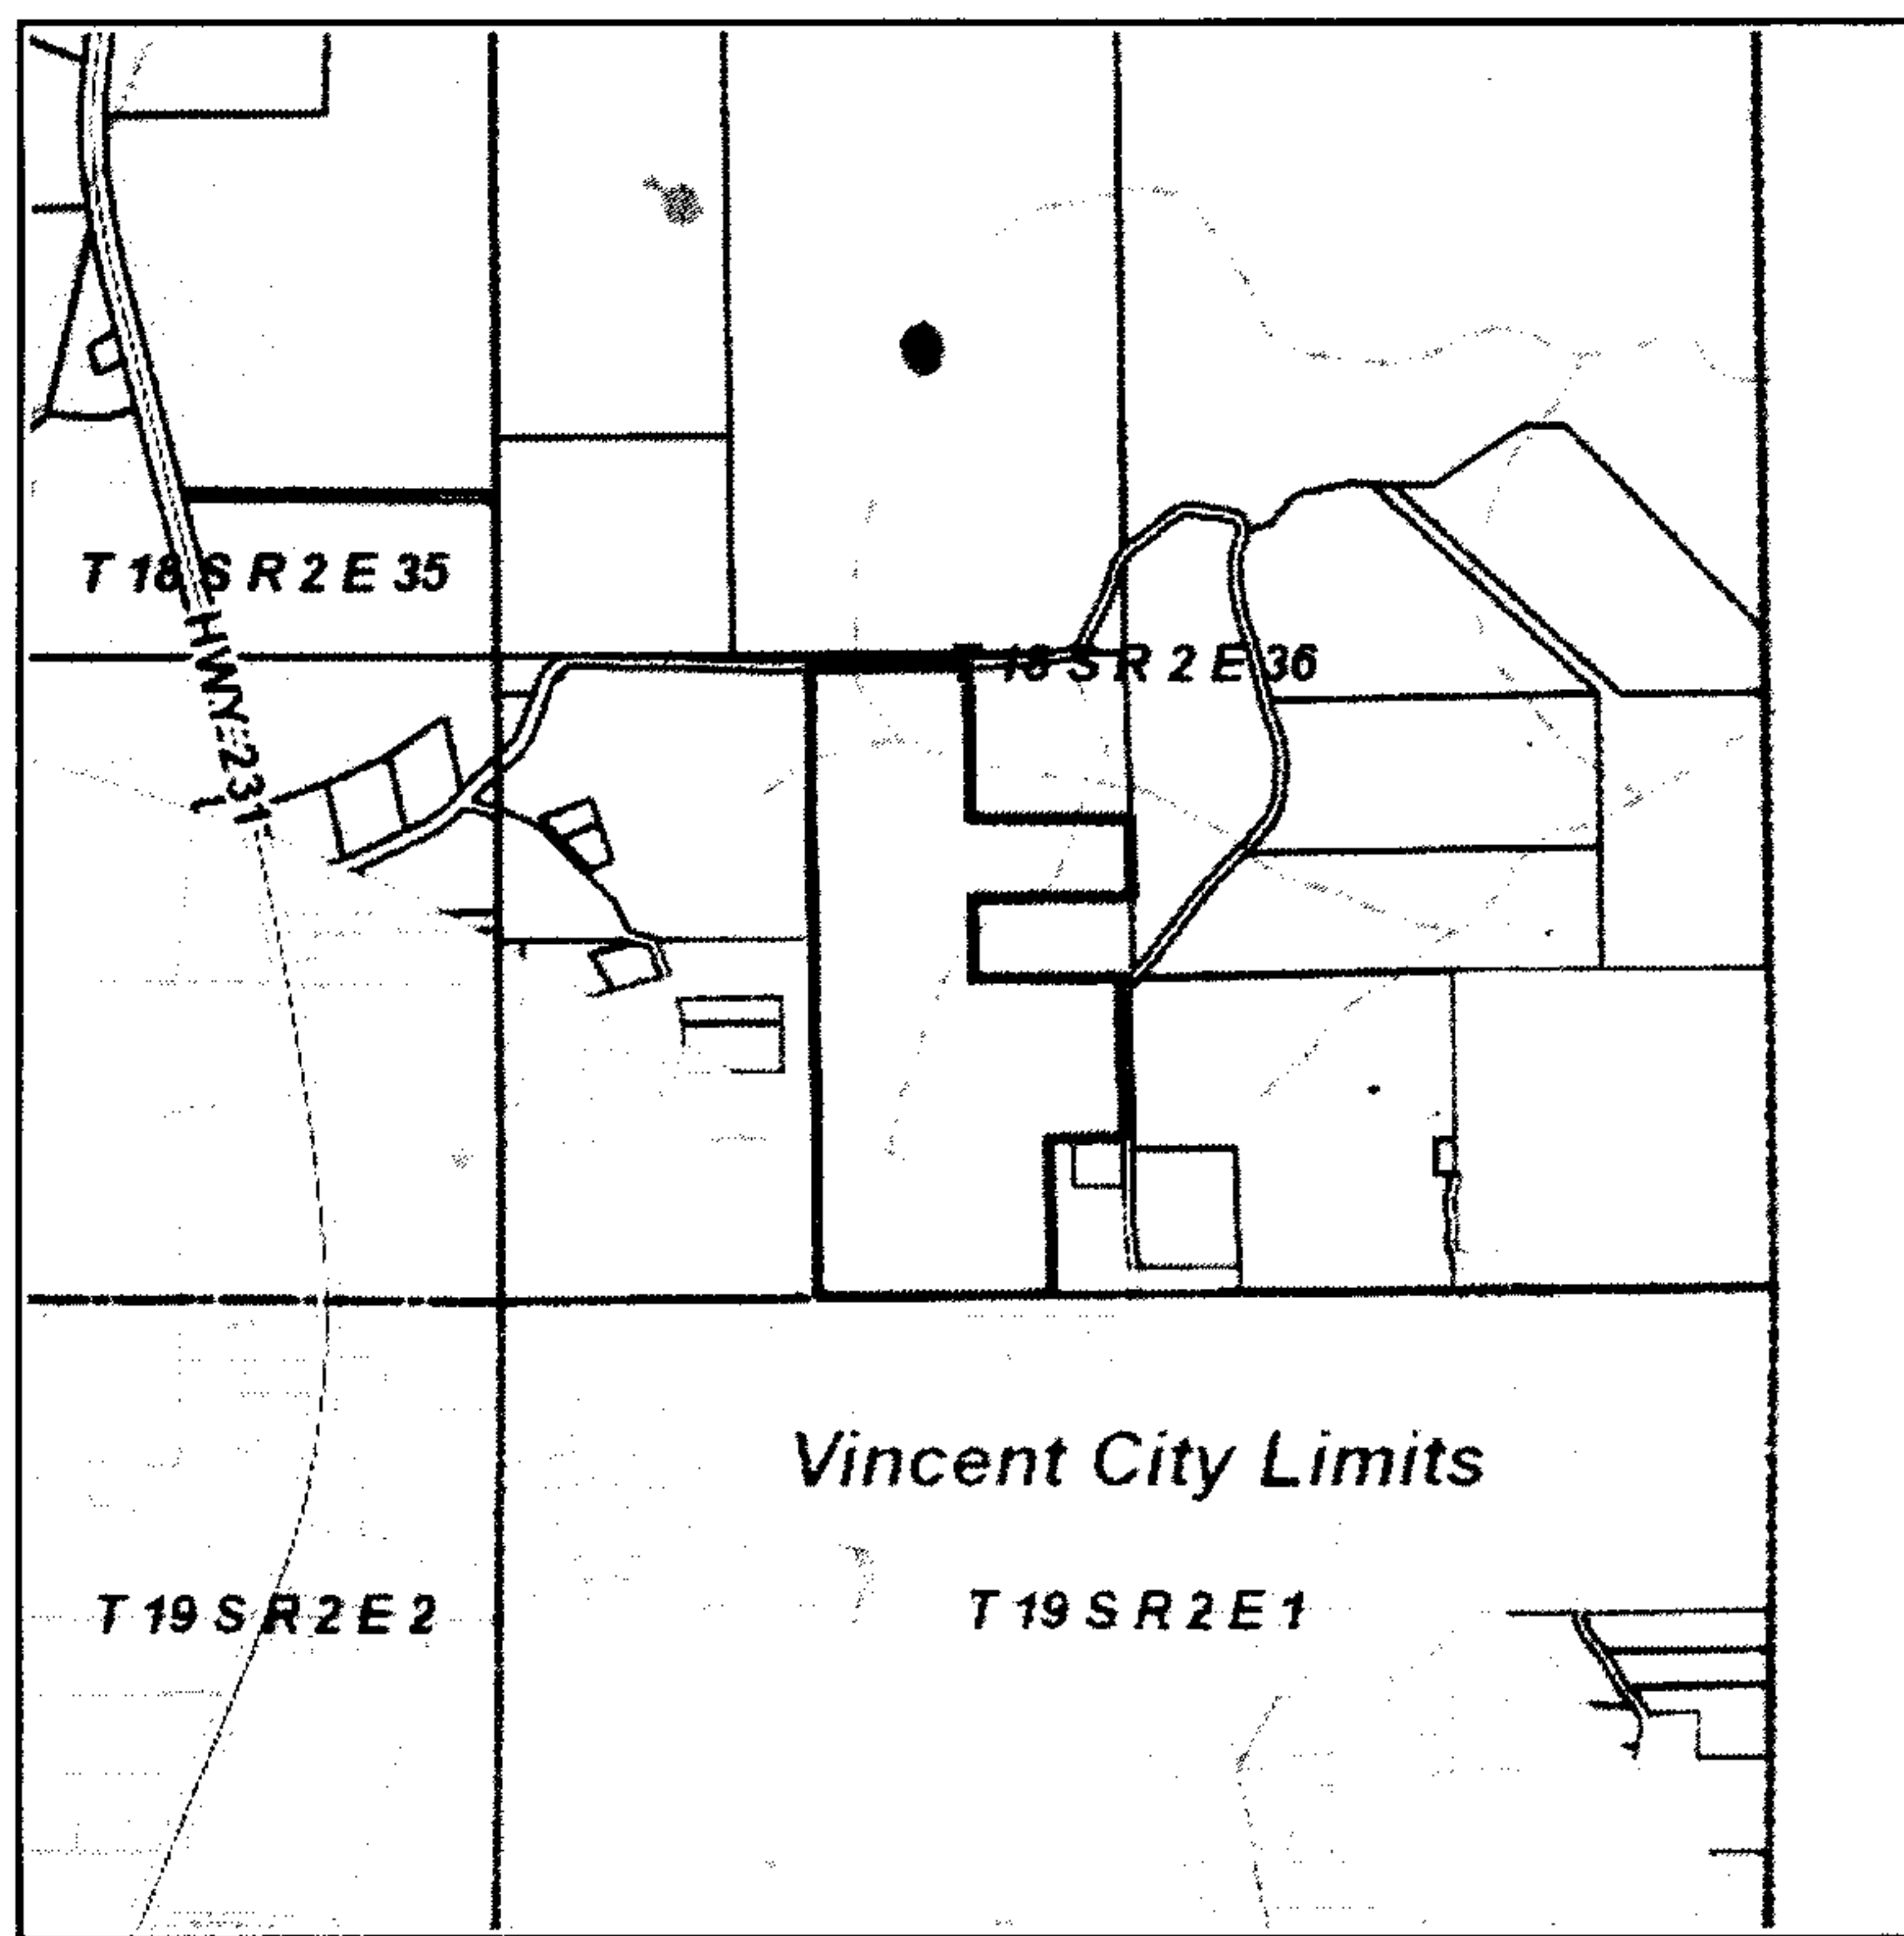 T 18 S R 2 E 35
T 18 S R 2 E 36
HWY 231
Vincent City Limits
T 19 S R 2 E 2
T 19 S R 2 E 1